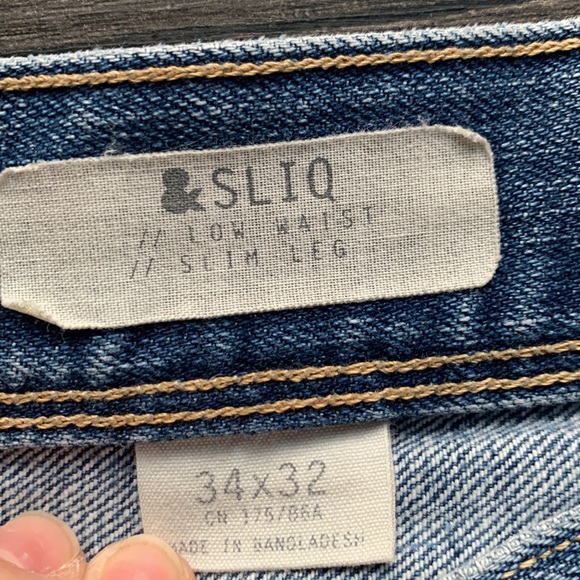 &SLIQ
// LOW WAIST
// SLIM LEG
34x32
CN 175/86A
MADE IN BANGLADESH